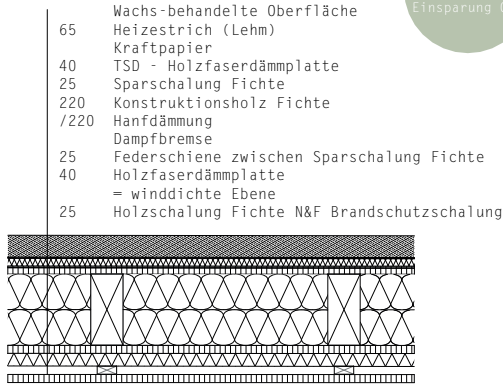 Einsparung
Wachs-behandelte Oberfläche
65 Heizestrich (Lehm)
Kraftpapier
40 TSD - Holzfaserdämmplatte
25 Sparschalung Fichte
220 Konstruktionsholz Fichte
/220 Hanfdämmung
Dampfbremse
25 Federschiene zwischen Sparschalung Fichte
40 Holzfaserdämmplatte
= winddichte Ebene
25 Holzschalung Fichte N&F Brandschutzschalung